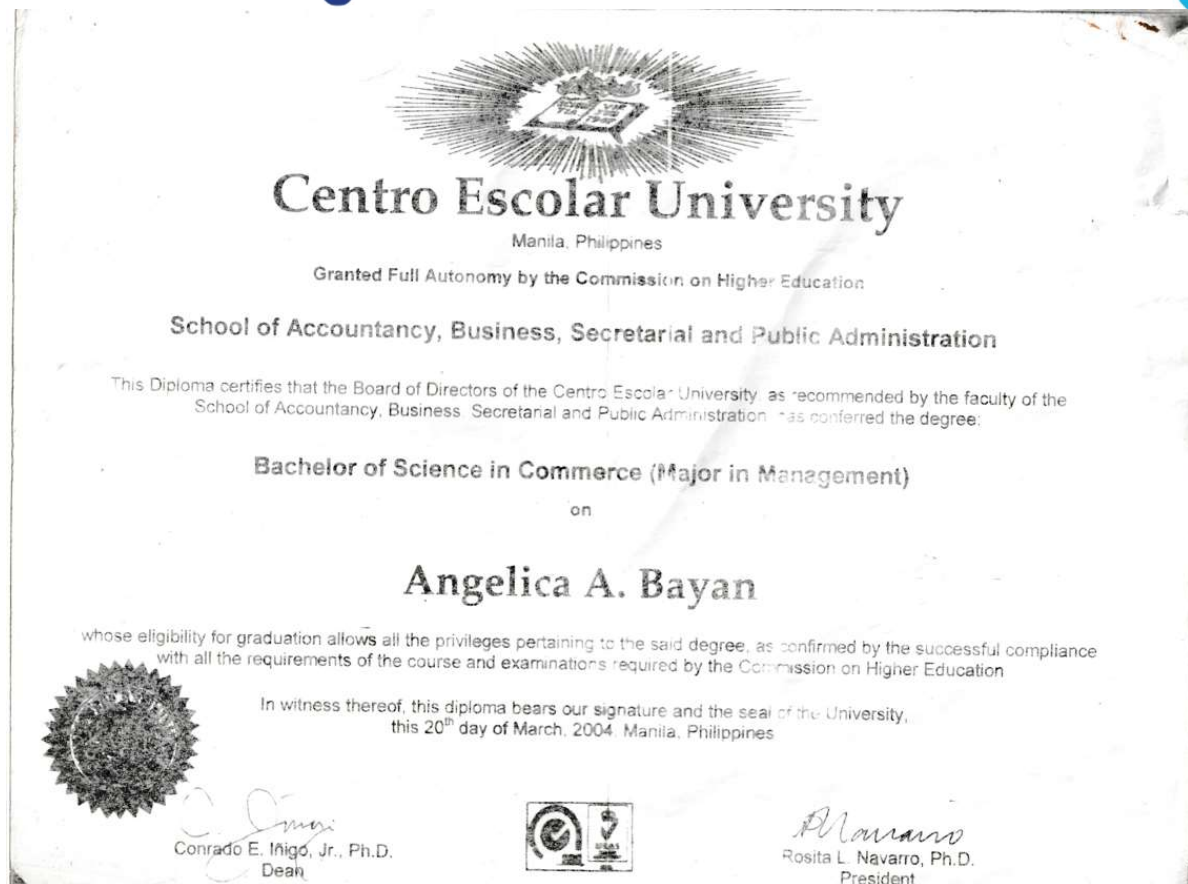 Centro Escolar University
Manila, Philippines
Granted Full Autonomy by the Commission on Higher Education
School of Accountancy, Business, Secretarial and Public Administration
This Diploma certifies that the Board of Directors of the Centro Escolar University, as recommended by the faculty of the
School of Accountancy, Business, Secretarial and Public Administration has conferred the degree:
Bachelor of Science in Commerce (Major in Management)
on
Angelica A. Bayan
whose eligibility for graduation allows all the privileges pertaining to the said degree, as confirmed by the successful compliance
with all the requirements of the course and examinations required by the Commission on Higher Education
In witness thereof, this diploma bears our signature and the seal of the University,
this 20th day of March, 2004. Manila, Philippines
Conrado E. Iñigo, Jr., Ph.D.
Dean
Rosita L. Navarro, Ph.D.
President